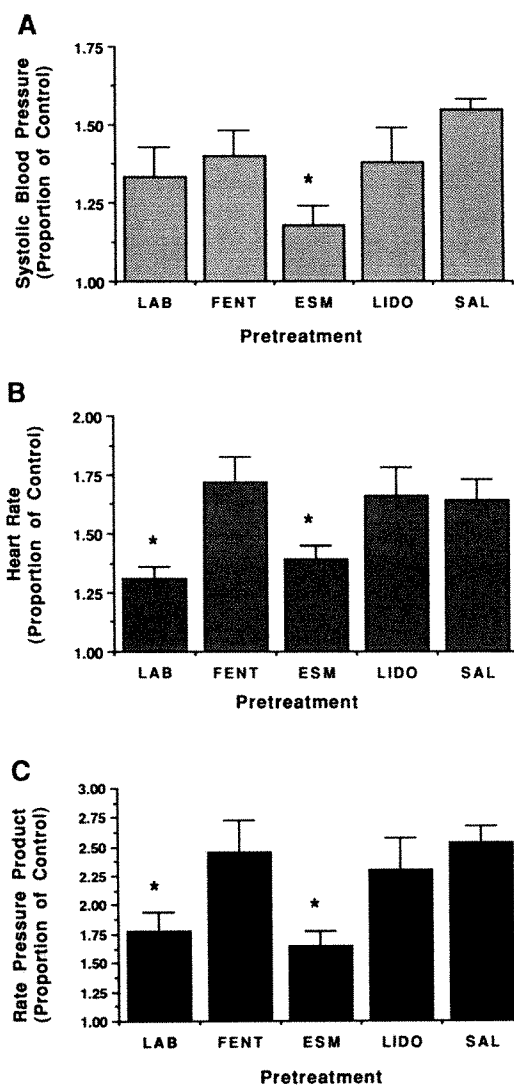 A
Systolic Blood Pressure
(Proportion of Control)
1.75
1.50
1.25
1.00
*
LAB FENT ESM LIDO SAL
Pretreatment
B
Heart Rate
(Proportion of Control)
2.00
1.75
1.50
1.25
1.00
* *
LAB FENT ESM LIDO SAL
Pretreatment
C
Rate Pressure Product
(Proportion of Control)
3.00
2.75
2.50
2.25
2.00
1.75
1.50
1.25
1.00
* *
LAB FENT ESM LIDO SAL
Pretreatment